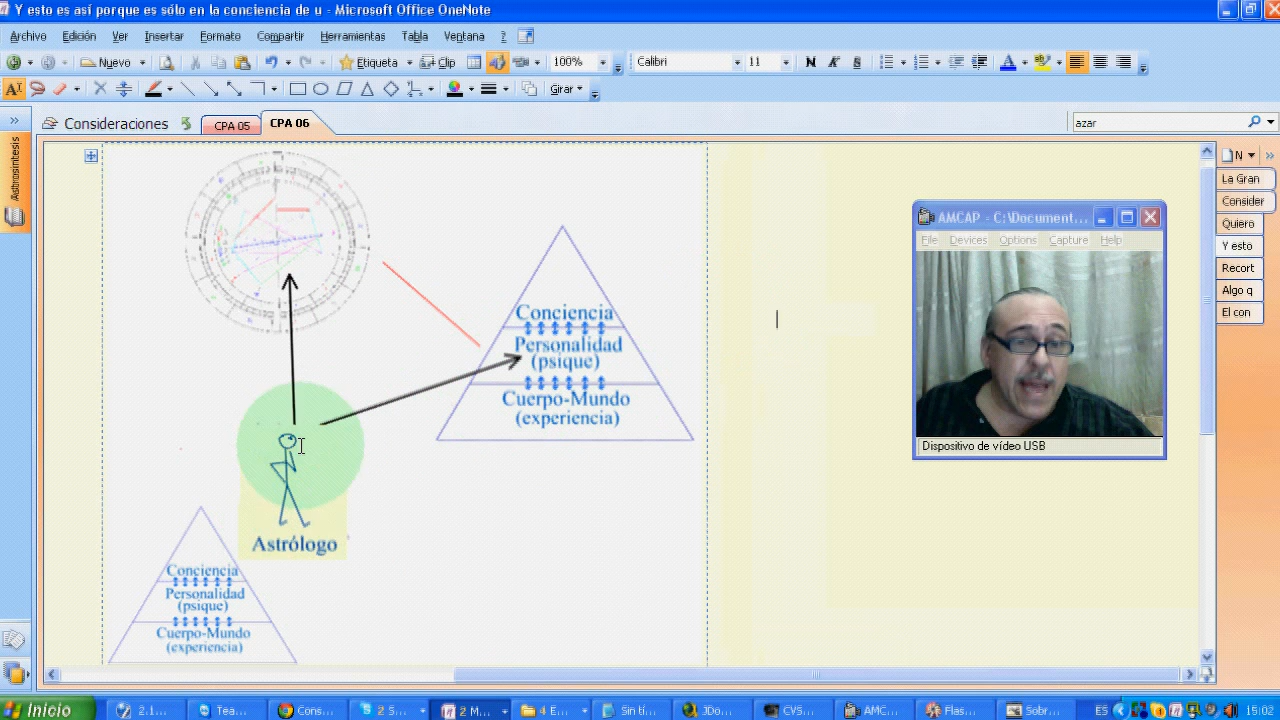 Y esto es así porque es sólo en la conciencia de u - Microsoft Office OneNote
Archivo Edición Ver Insertar Formato Compartir Herramientas Tabla Ventana ?
Nuevo Etiqueta Clip 100% Calibri 11 N K S
Girar
Consideraciones CPA 05 CPA 06 azar
Astrosíntesis
N
La Gran
Consider
Quiero
Y esto
Recort
Algo q
El con
AMCAP - C:\Document...
File Devices Options Capture Help
Dispositivo de vídeo USB
Conciencia
Personalidad
(psique)
Cuerpo-Mundo
(experiencia)
Astrólogo
Conciencia
Personalidad
(psique)
Cuerpo-Mundo
(experiencia)
Inicio 2.1... Tea... Cons... 2 S... 2 M... 4 E... Sin tí... JDo... CVS... AMC... Flas... Sobr... ES 15:02